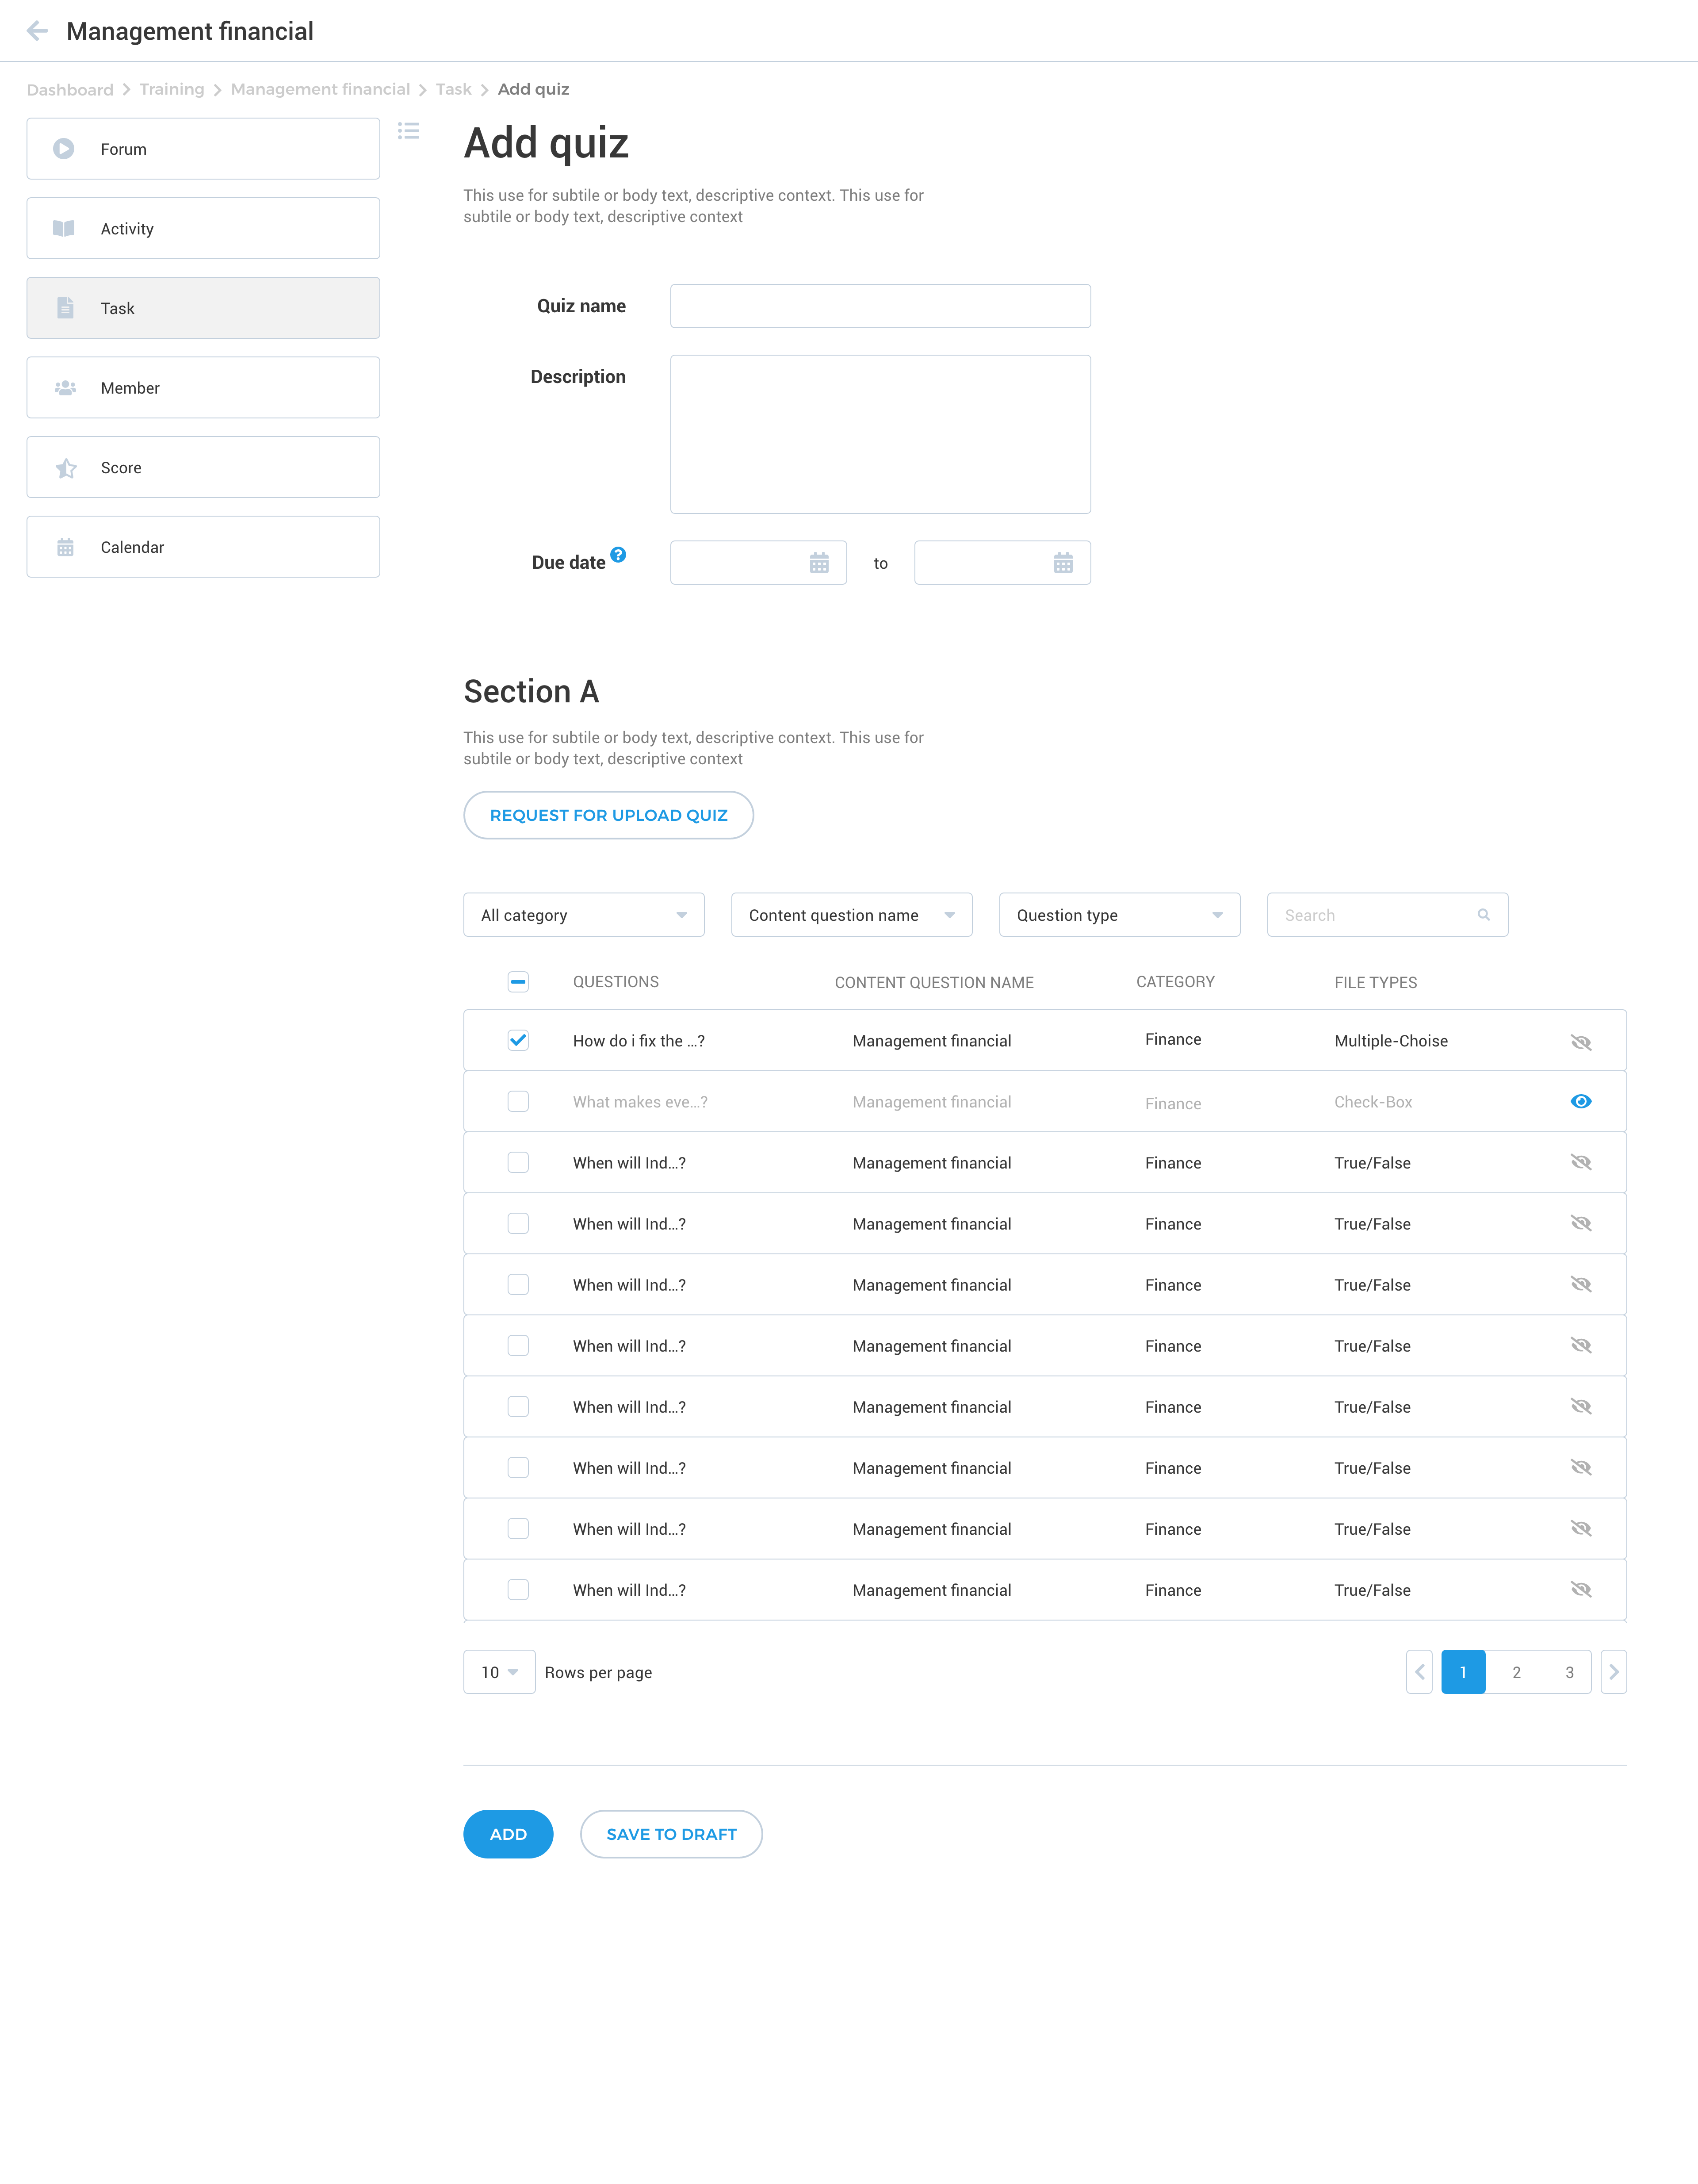 Management financial
Dashboard > Training > Management financial > Task > Add quiz
Forum
Activity
Task
Member
Score
Calendar
Add quiz
This use for subtile or body text, descriptive context. This use for
subtile or body text, descriptive context
Quiz name
Description
Due date ?
to
Section A
This use for subtile or body text, descriptive context. This use for
subtile or body text, descriptive context
REQUEST FOR UPLOAD QUIZ
All category Content question name Question type Search
QUESTIONS CONTENT QUESTION NAME CATEGORY FILE TYPES
How do i fix the ...? Management financial Finance Multiple-Choise
What makes eve...? Management financial Finance Check-Box
When will Ind...? Management financial Finance True/False
When will Ind...? Management financial Finance True/False
When will Ind...? Management financial Finance True/False
When will Ind...? Management financial Finance True/False
When will Ind...? Management financial Finance True/False
When will Ind...? Management financial Finance True/False
When will Ind...? Management financial Finance True/False
When will Ind...? Management financial Finance True/False
10 Rows per page 1 2 3
ADD SAVE TO DRAFT